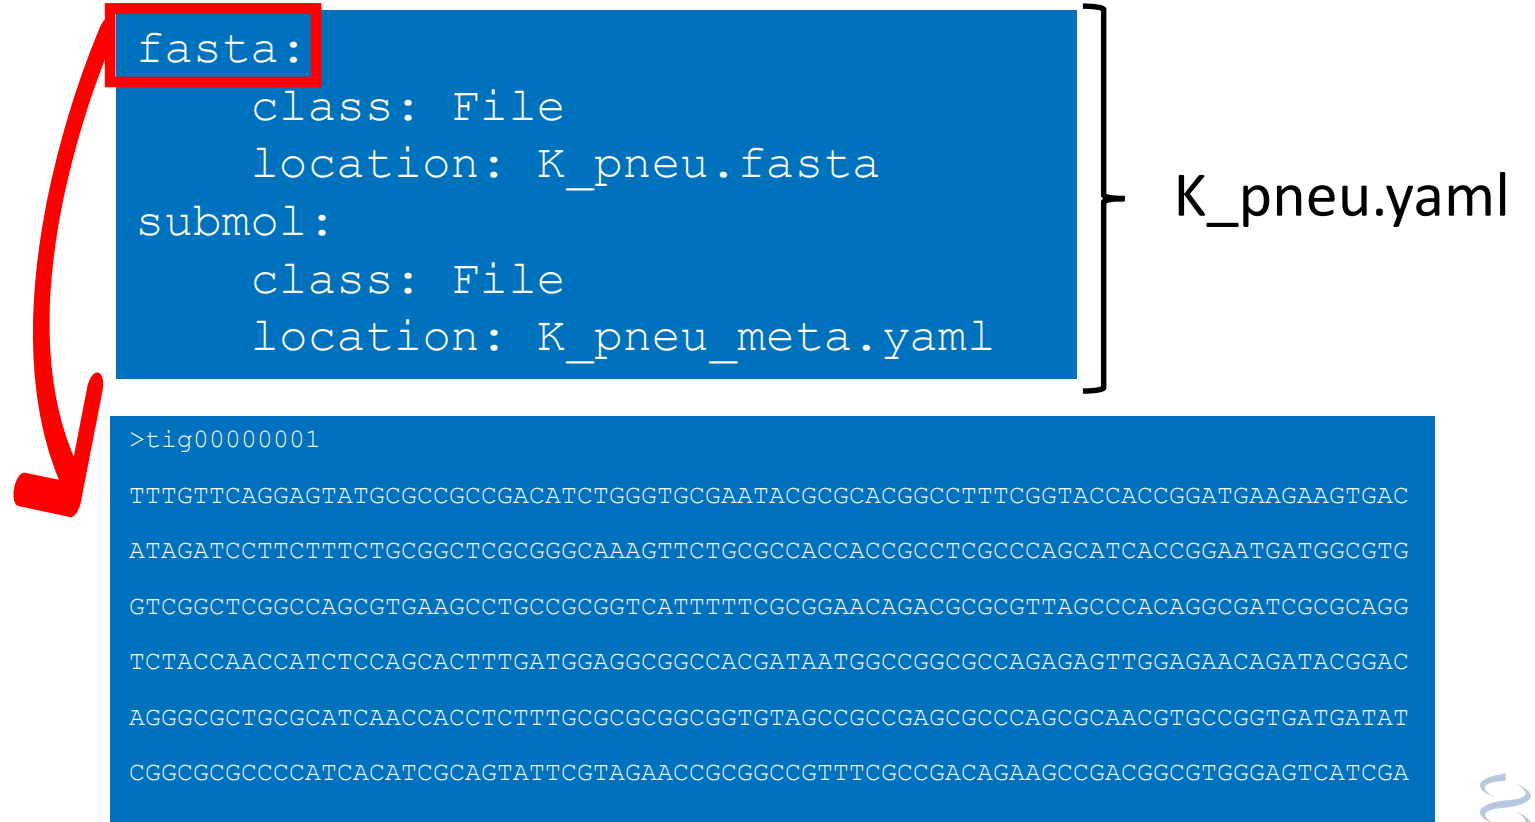 fasta:
class: File
location: K_pneu.fasta
submol:
class: File
location: K_pneu_meta.yaml
K_pneu.yaml
>tig00000001
TTTGTTCAGGAGTATGCGCCGCCGACATCTGGGTGCGAATACGCGCACGGCCTTTCGGTACCACCGGATGAAGAAGTGAC
ATAGATCCTTCTTTCTGCGGCTCGCGGGCAAAGTTCTGCGCCACCACCGCCTCGCCCAGCATCACCGGAATGATGGCGTG
GTCGGCTCGGCCAGCGTGAAGCCTGCCGCGGTCATTTTTCGCGGAACAGACGCGCGTTAGCCCACAGGCGATCGCGCAGG
TCTACCAACCATCTCCAGCACTTTGATGGAGGCGGCCACGATAATGGCCGGCGCCAGAGAGTTGGAGAACAGATACGGAC
AGGGCGCTGCGCATCAACCACCTCTTTGCGCGCGGCGGTGTAGCCGCCGAGCGCCCAGCGCAACGTGCCGGTGATGATAT
CGGCGCGCCCCATCACATCGCAGTATTCGTAGAACCGCGGCCGTTTCGCCGACAGAAGCCGACGGCGTGGGAGTCATCGA